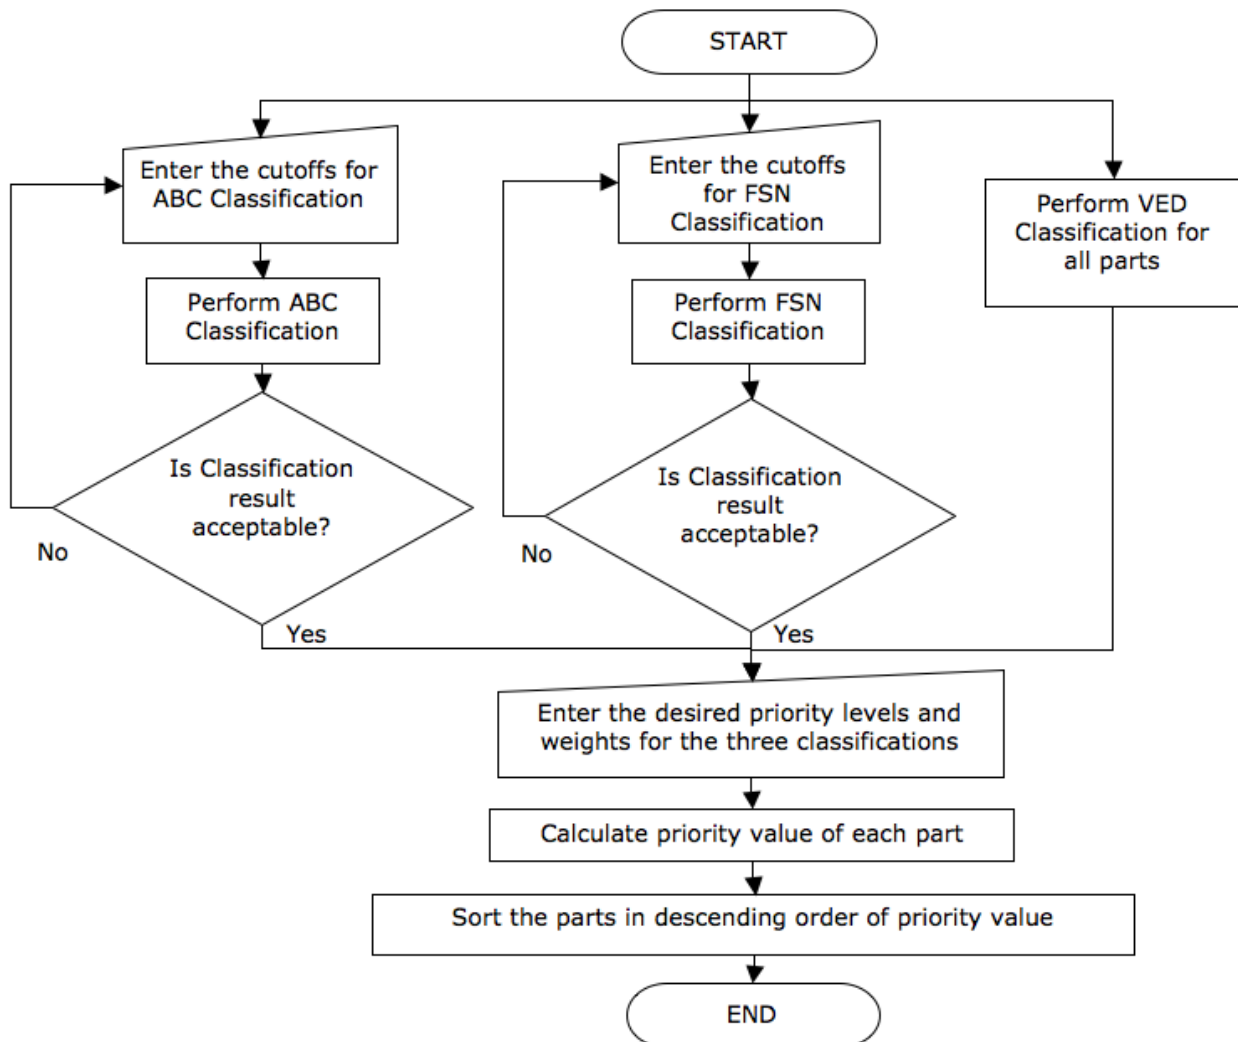 START
Enter the cutoffs for
ABC Classification
Enter the cutoffs
for FSN
Classification
Perform VED
Classification for
all parts
Perform ABC
Classification
Perform FSN
Classification
Is Classification
result
acceptable?
No
Yes
Is Classification
result
acceptable?
No
Yes
Enter the desired priority levels and
weights for the three classifications
Calculate priority value of each part
Sort the parts in descending order of priority value
END